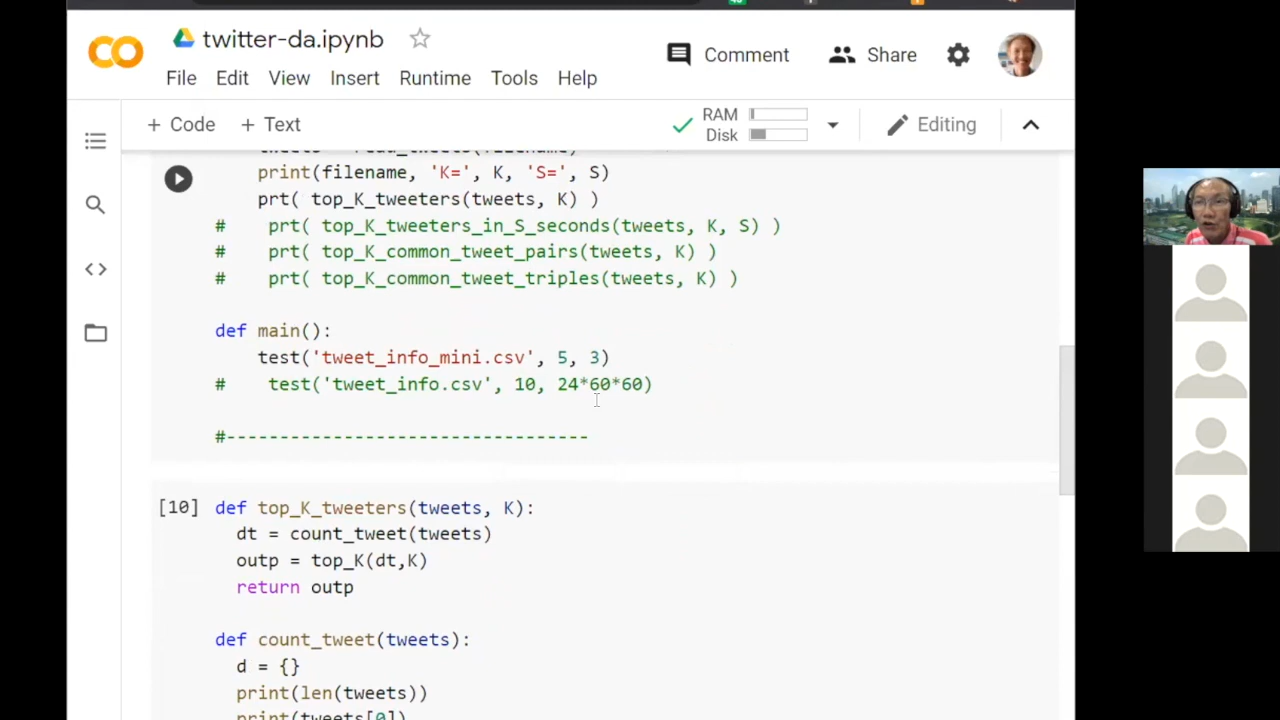 twitter-da.ipynb
Comment
Share
File Edit View Insert Runtime Tools Help
+ Code + Text
RAM
Disk
Editing
print(filename, 'K=', K, 'S=', S)
prt( top_K_tweeters(tweets, K) )
# prt( top_K_tweeters_in_S_seconds(tweets, K, S) )
# prt( top_K_common_tweet_pairs(tweets, K) )
# prt( top_K_common_tweet_triples(tweets, K) )
def main():
test('tweet_info_mini.csv', 5, 3)
# test('tweet_info.csv', 10, 24*60*60)
#----------------------------------
[10] def top_K_tweeters(tweets, K):
dt = count_tweet(tweets)
outp = top_K(dt,K)
return outp
def count_tweet(tweets):
d = {}
print(len(tweets))
print(tweets[0])